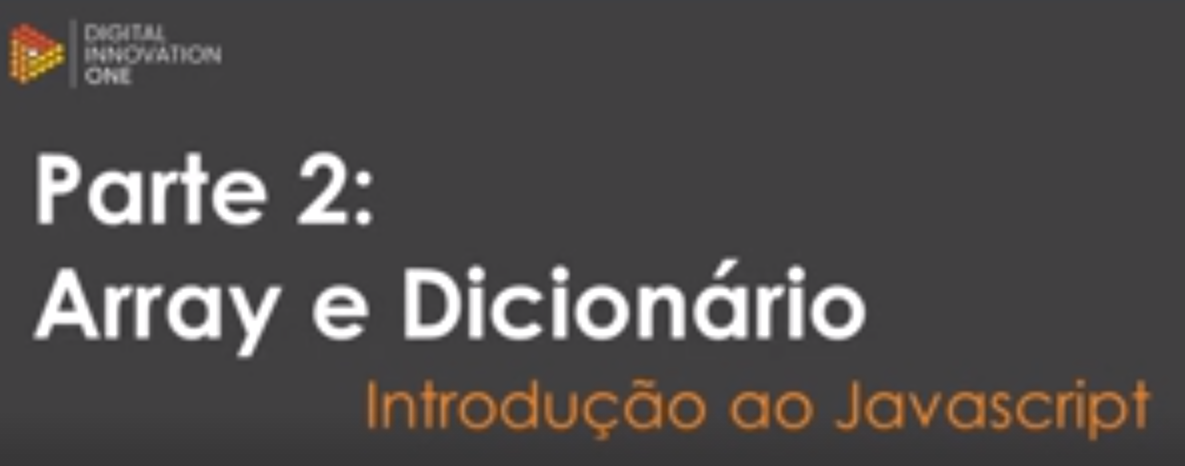 DIGITAL
INNOVATION
ONE
Parte 2:
Array e Dicionário
Introdução ao Javascript